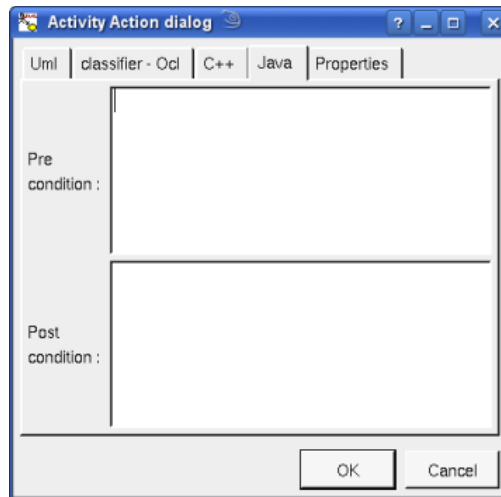 Activity Action dialog
Uml
classifier - Ocl
C++
Java
Properties
Pre
condition :
Post
condition :
OK
Cancel